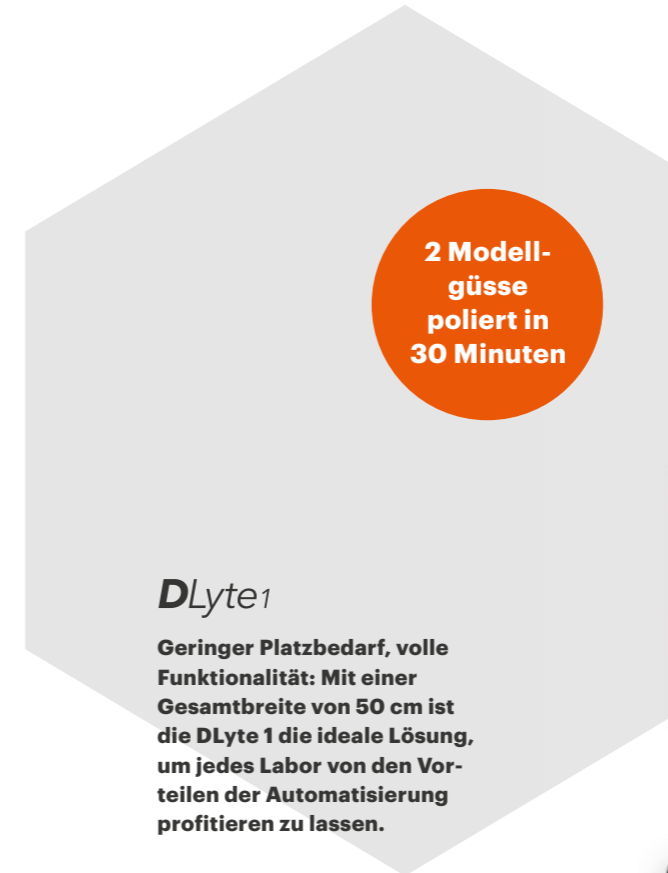 2 Modell-
güsse
poliert in
30 Minuten
DLyte1
Geringer Platzbedarf, volle
Funktionalität: Mit einer
Gesamtbreite von 50 cm ist
die DLyte 1 die ideale Lösung,
um jedes Labor von den Vor-
teilen der Automatisierung
profitieren zu lassen.